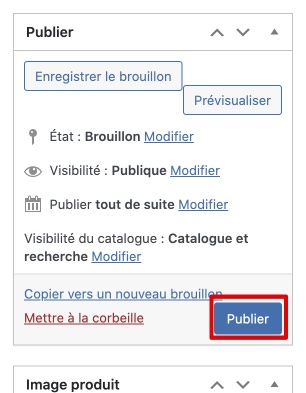 Publier
Enregistrer le brouillon
Prévisualiser
État : Brouillon Modifier
Visibilité : Publique Modifier
Publier tout de suite Modifier
Visibilité du catalogue : Catalogue et
recherche Modifier
Copier vers un nouveau brouillon
Mettre à la corbeille
Publier
Image produit